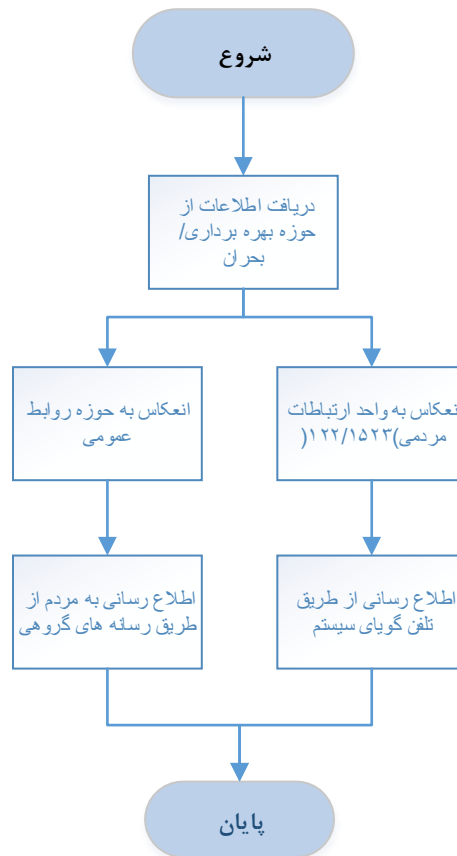 شروع
دریافت اطلاعات از
حوزه بهره برداری/
بحران
انعکاس به حوزه روابط
عمومی
نعکاس به واحد ارتباطات
مردمی)۱۲۲/۱۵۲۳(
اطلاع رسانی به مردم از
طریق رسانه های گروهی
اطلاع رسانی از طریق
تلفن گویای سیستم
پایان